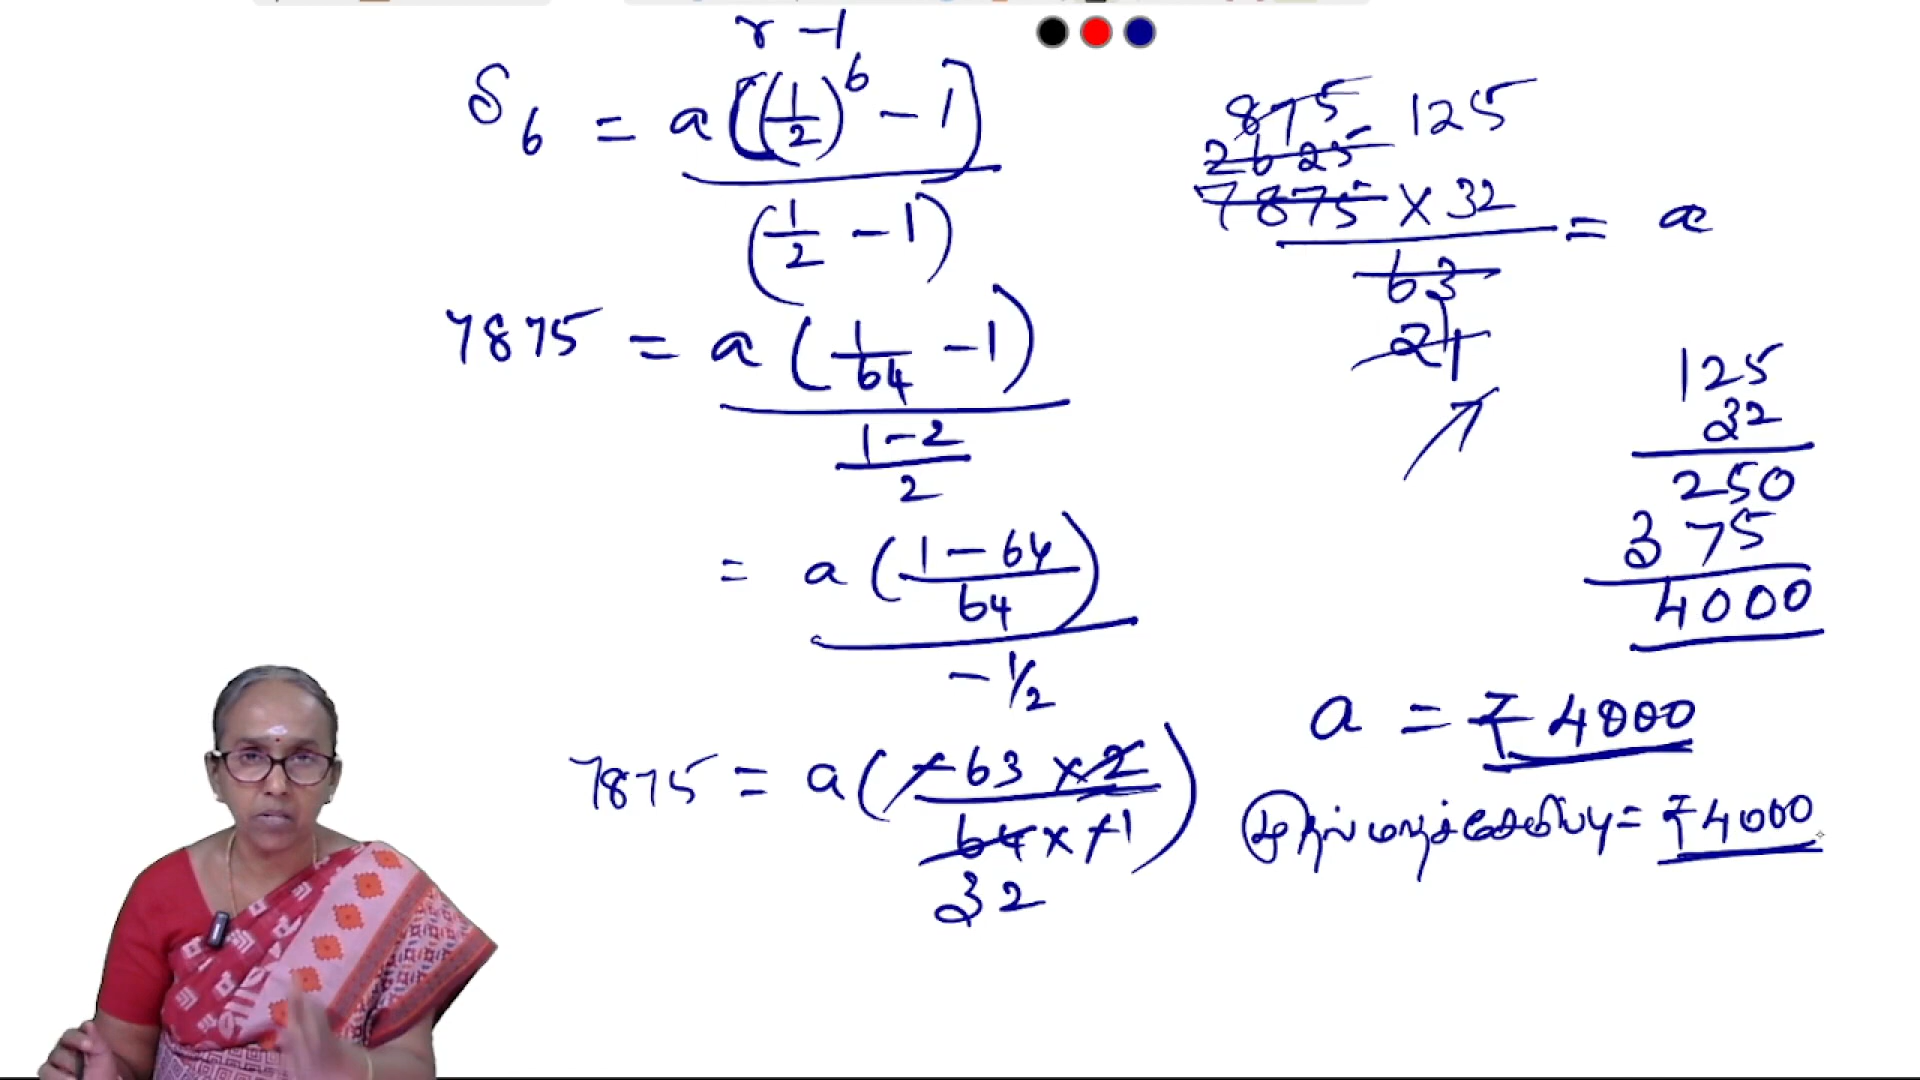 r - 1
S₆ = a((1/2)⁶ - 1)
(1/2 - 1)
7875 = a(1/64 - 1)
1-2
2
= a(1-64/64)
-1/2
7875 = a(-63 × 2
64 × -1)
32
875 125
2625
7875 × 32 = a
63
21
125
32
250
375
4000
a = ₹ 4000
முதல் மாதச் சேமிப்பு = ₹ 4000